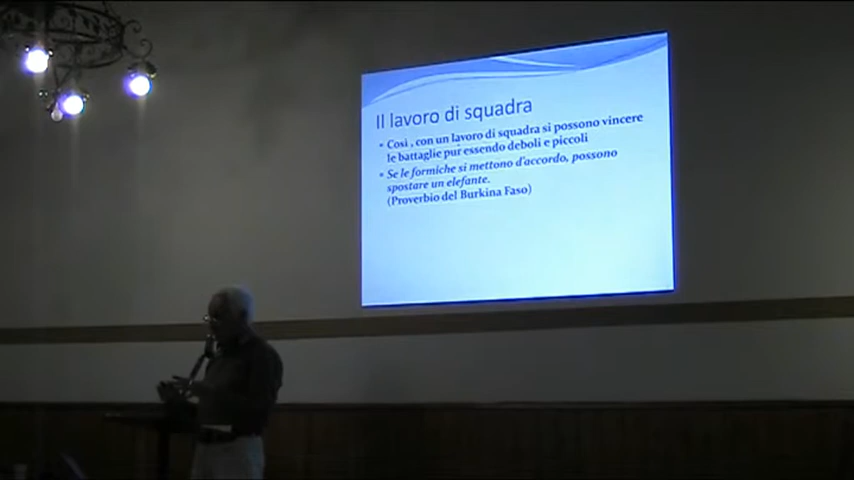 Il lavoro di squadra
• Così , con un lavoro di squadra si possono vincere
le battaglie pur essendo deboli e piccoli
• Se le formiche si mettono d'accordo, possono
spostare un elefante.
(Proverbio del Burkina Faso)